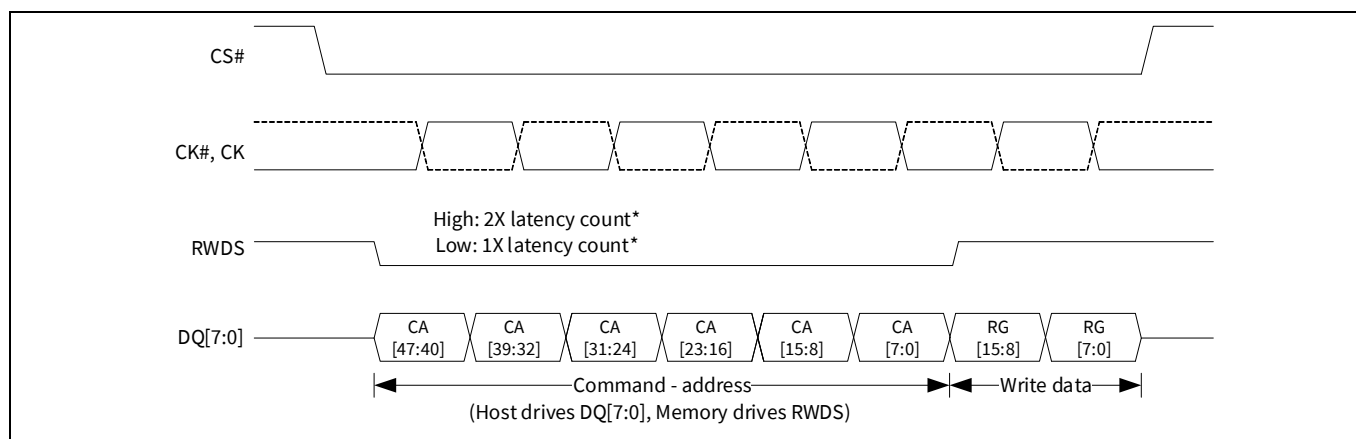 CS#
CK#, CK
High: 2X latency count*
Low: 1X latency count*
RWDS
DQ[7:0]
CA CA CA CA CA CA RG RG
[47:40] [39:32] [31:24] [23:16] [15:8] [7:0] [15:8] [7:0]
Command - address Write data
(Host drives DQ[7:0], Memory drives RWDS)